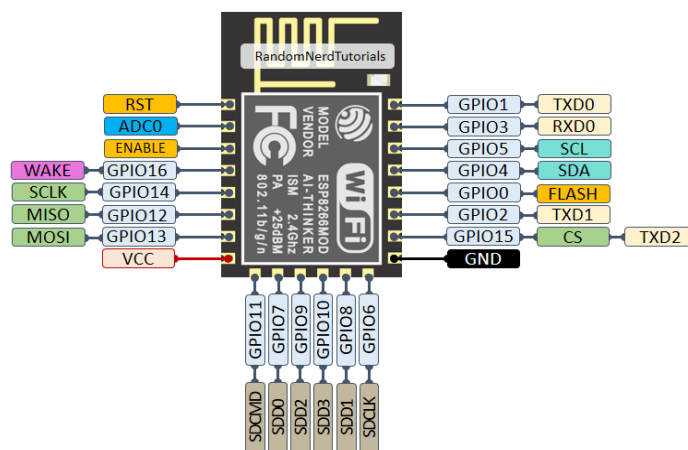 RandomNerdTutorials
RST
ADC0
ENABLE
WAKE GPIO16
SCLK GPIO14
MISO GPIO12
MOSI GPIO13
VCC
MODEL ESP8266MOD
VENDOR AI-THINKER
ISM 2.4Ghz
PA +25dBM
802.11b/g/n
FC
Wi Fi
GPIO1 TXD0
GPIO3 RXD0
GPIO5 SCL
GPIO4 SDA
GPIO0 FLASH
GPIO2 TXD1
GPIO15 CS TXD2
GND
GPIO11 SDCMD
GPIO7 SDD0
GPIO9 SDD2
GPIO10 SDD3
GPIO8 SDD1
GPIO6 SDCLK